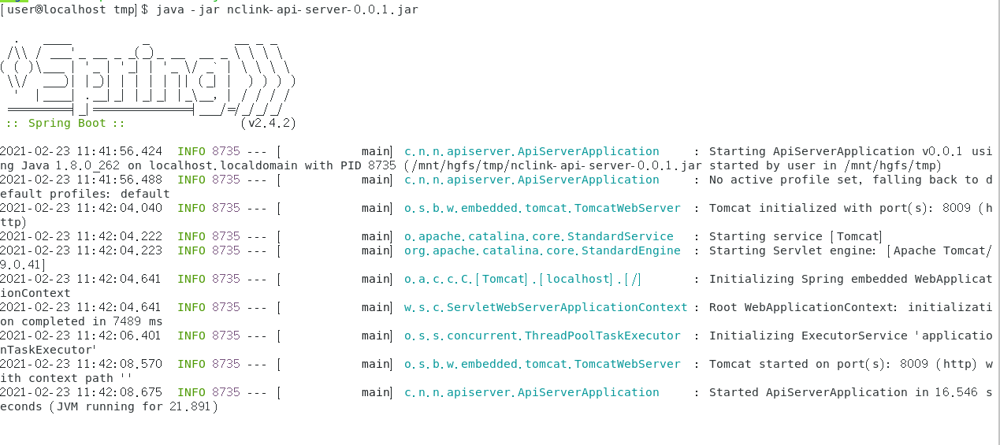 [user@localhost tmp]$ java -jar nclink-api-server-0.0.1.jar
  .   ____          _            __ _ _
 /\\ / ___'_ __ _ _(_)_ __  __ _ \ \ \ \
( ( )\___ | '_ | '_| | '_ \/ _` | \ \ \ \
 \\/  ___)| |_)| | | | | || (_| |  ) ) ) )
  '  |____| .__|_| |_|_| |_\__, | / / / /
 =========|_|==============|___/=/_/_/_/
 :: Spring Boot ::                (v2.4.2)
2021-02-23 11:41:56.424  INFO 8735 --- [           main] c.n.n.apiserver.ApiServerApplication     : Starting ApiServerApplication v0.0.1 usi
ng Java 1.8.0_262 on localhost.localdomain with PID 8735 (/mnt/hgfs/tmp/nclink-api-server-0.0.1.jar started by user in /mnt/hgfs/tmp)
2021-02-23 11:41:56.488  INFO 8735 --- [           main] c.n.n.apiserver.ApiServerApplication     : No active profile set, falling back to d
efault profiles: default
2021-02-23 11:42:04.040  INFO 8735 --- [           main] o.s.b.w.embedded.tomcat.TomcatWebServer  : Tomcat initialized with port(s): 8009 (h
ttp)
2021-02-23 11:42:04.222  INFO 8735 --- [           main] o.apache.catalina.core.StandardService   : Starting service [Tomcat]
2021-02-23 11:42:04.223  INFO 8735 --- [           main] org.apache.catalina.core.StandardEngine  : Starting Servlet engine: [Apache Tomcat/
9.0.41]
2021-02-23 11:42:04.641  INFO 8735 --- [           main] o.a.c.c.C.[Tomcat].[localhost].[/]       : Initializing Spring embedded WebApplicat
ionContext
2021-02-23 11:42:04.641  INFO 8735 --- [           main] w.s.c.ServletWebServerApplicationContext : Root WebApplicationContext: initializati
on completed in 7489 ms
2021-02-23 11:42:06.401  INFO 8735 --- [           main] o.s.s.concurrent.ThreadPoolTaskExecutor  : Initializing ExecutorService 'applicatio
nTaskExecutor'
2021-02-23 11:42:08.570  INFO 8735 --- [           main] o.s.b.w.embedded.tomcat.TomcatWebServer  : Tomcat started on port(s): 8009 (http) w
ith context path ''
2021-02-23 11:42:08.675  INFO 8735 --- [           main] c.n.n.apiserver.ApiServerApplication     : Started ApiServerApplication in 16.546 s
econds (JVM running for 21.891)